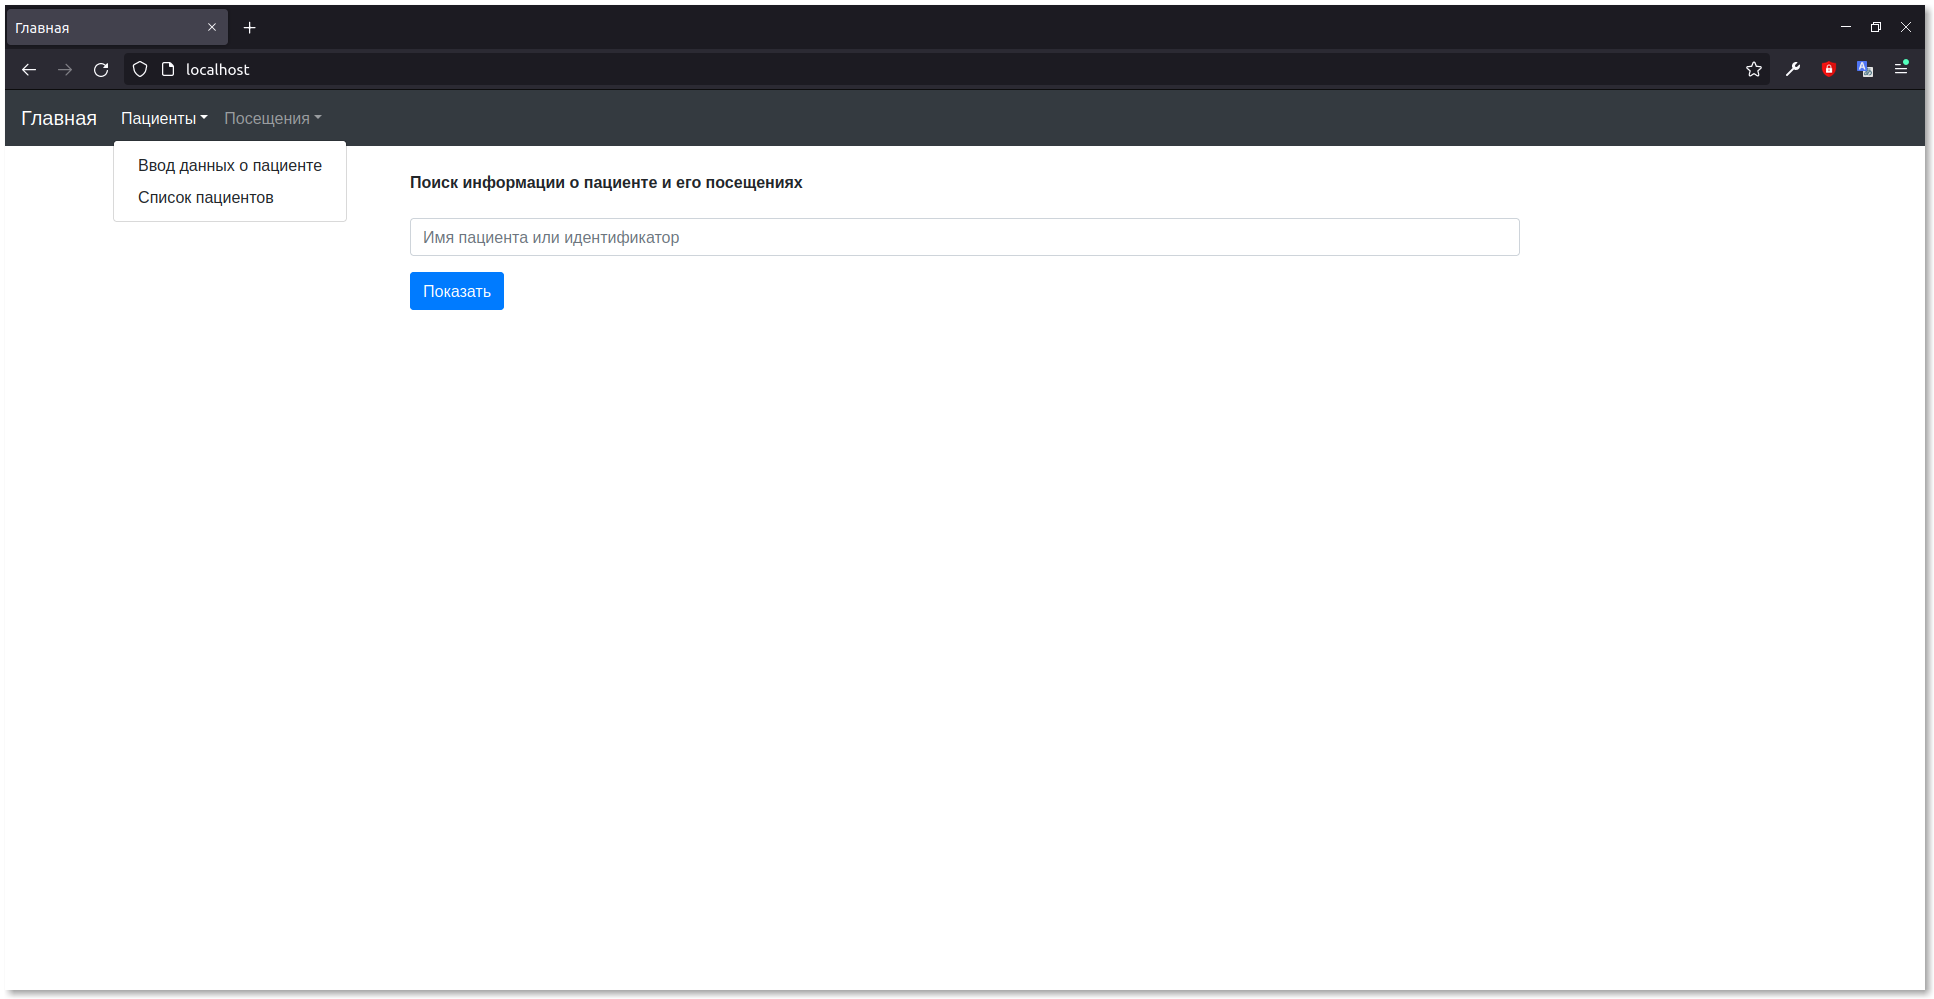 Главная
localhost
Главная Пациенты Посещения
Ввод данных о пациенте
Список пациентов
Поиск информации о пациенте и его посещениях
Имя пациента или идентификатор
Показать